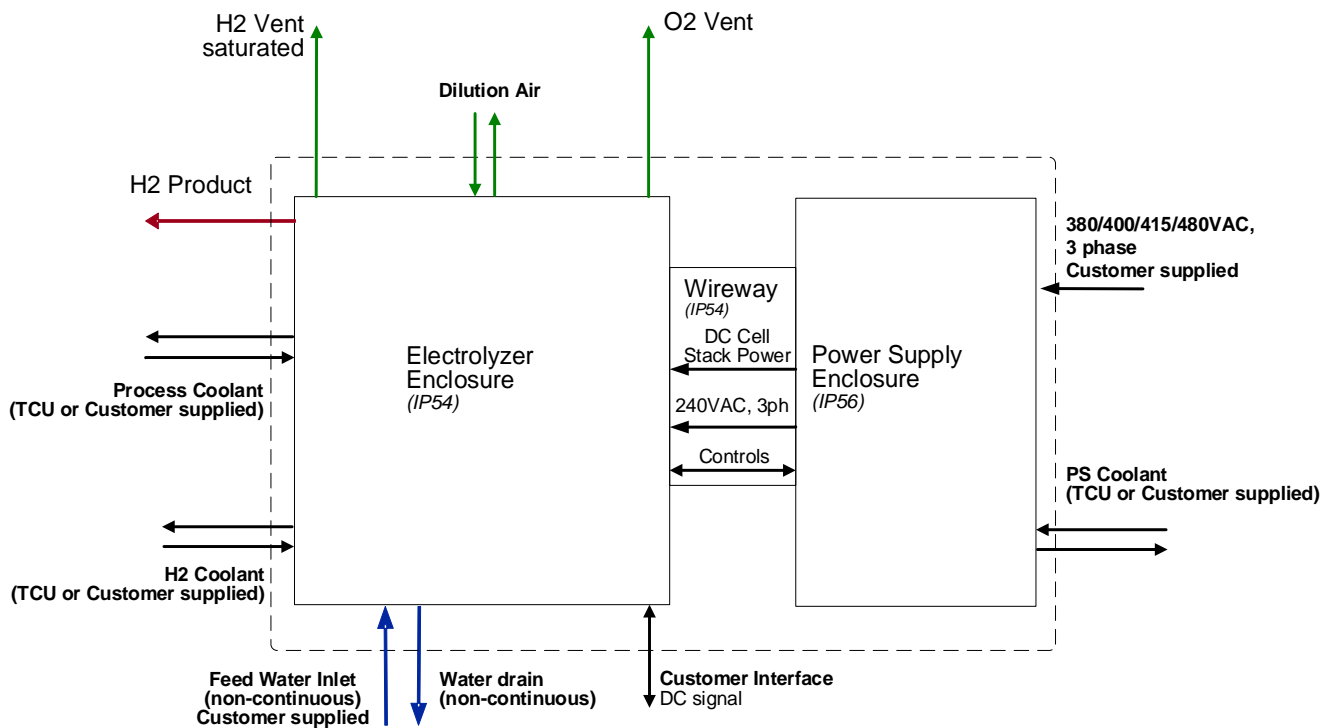 H2 Vent
saturated
O2 Vent
Dilution Air
H2 Product
380/400/415/480VAC,
3 phase
Customer supplied
Wireway
(IP54)
DC Cell
Stack Power
Electrolyzer
Enclosure
(IP54)
Power Supply
Enclosure
(IP56)
240VAC, 3ph
Controls
Process Coolant
(TCU or Customer supplied)
PS Coolant
(TCU or Customer supplied)
H2 Coolant
(TCU or Customer supplied)
Feed Water Inlet
(non-continuous)
Customer supplied
Water drain
(non-continuous)
Customer Interface
DC signal